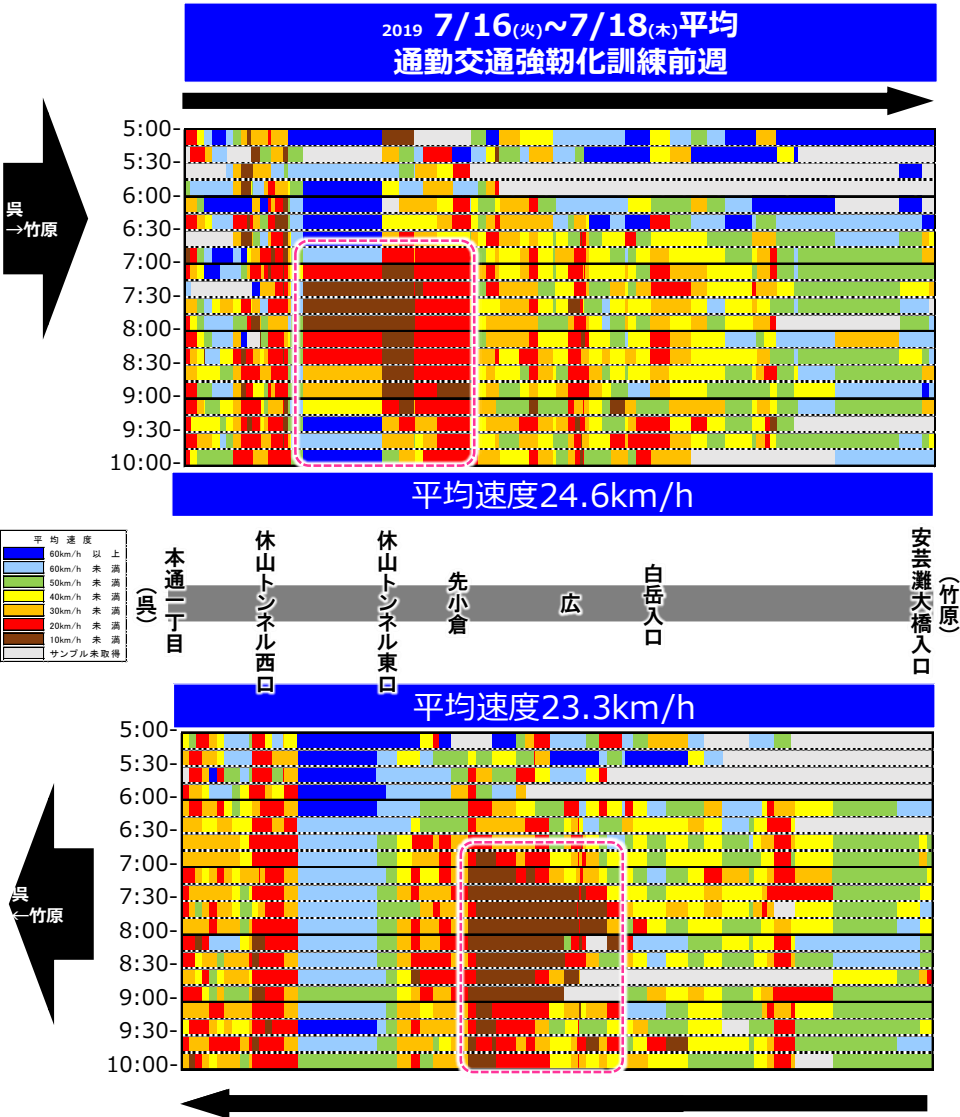 2019 7/16(火)~7/18(木)平均
通勤交通強靭化訓練前週
呉
→竹原
5:00
5:30
6:00
6:30
7:00
7:30
8:00
8:30
9:00
9:30
10:00
平均速度24.6km/h
平均速度
60km/h 以上
60km/h 未満
50km/h 未満
40km/h 未満
30km/h 未満
20km/h 未満
10km/h 未満
サンプル未取得
(呉)
本通一丁目
休山トンネル西口
休山トンネル東口
先小倉
広
白岳入口
安芸灘大橋入口
(竹原)
平均速度23.3km/h
呉
←竹原
5:00
5:30
6:00
6:30
7:00
7:30
8:00
8:30
9:00
9:30
10:00